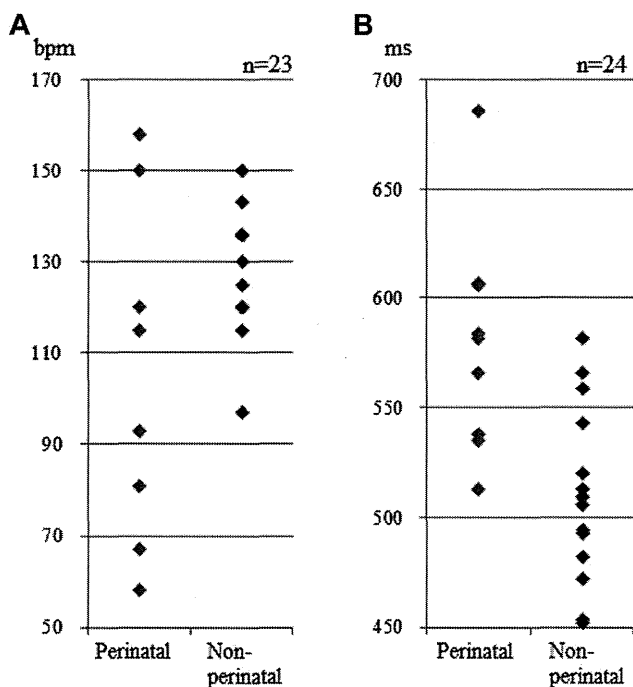 A
bpm
n=23
170
150
130
110
90
70
50
Perinatal
Non-
perinatal
B
ms
n=24
700
650
600
550
500
450
Perinatal
Non-
perinatal